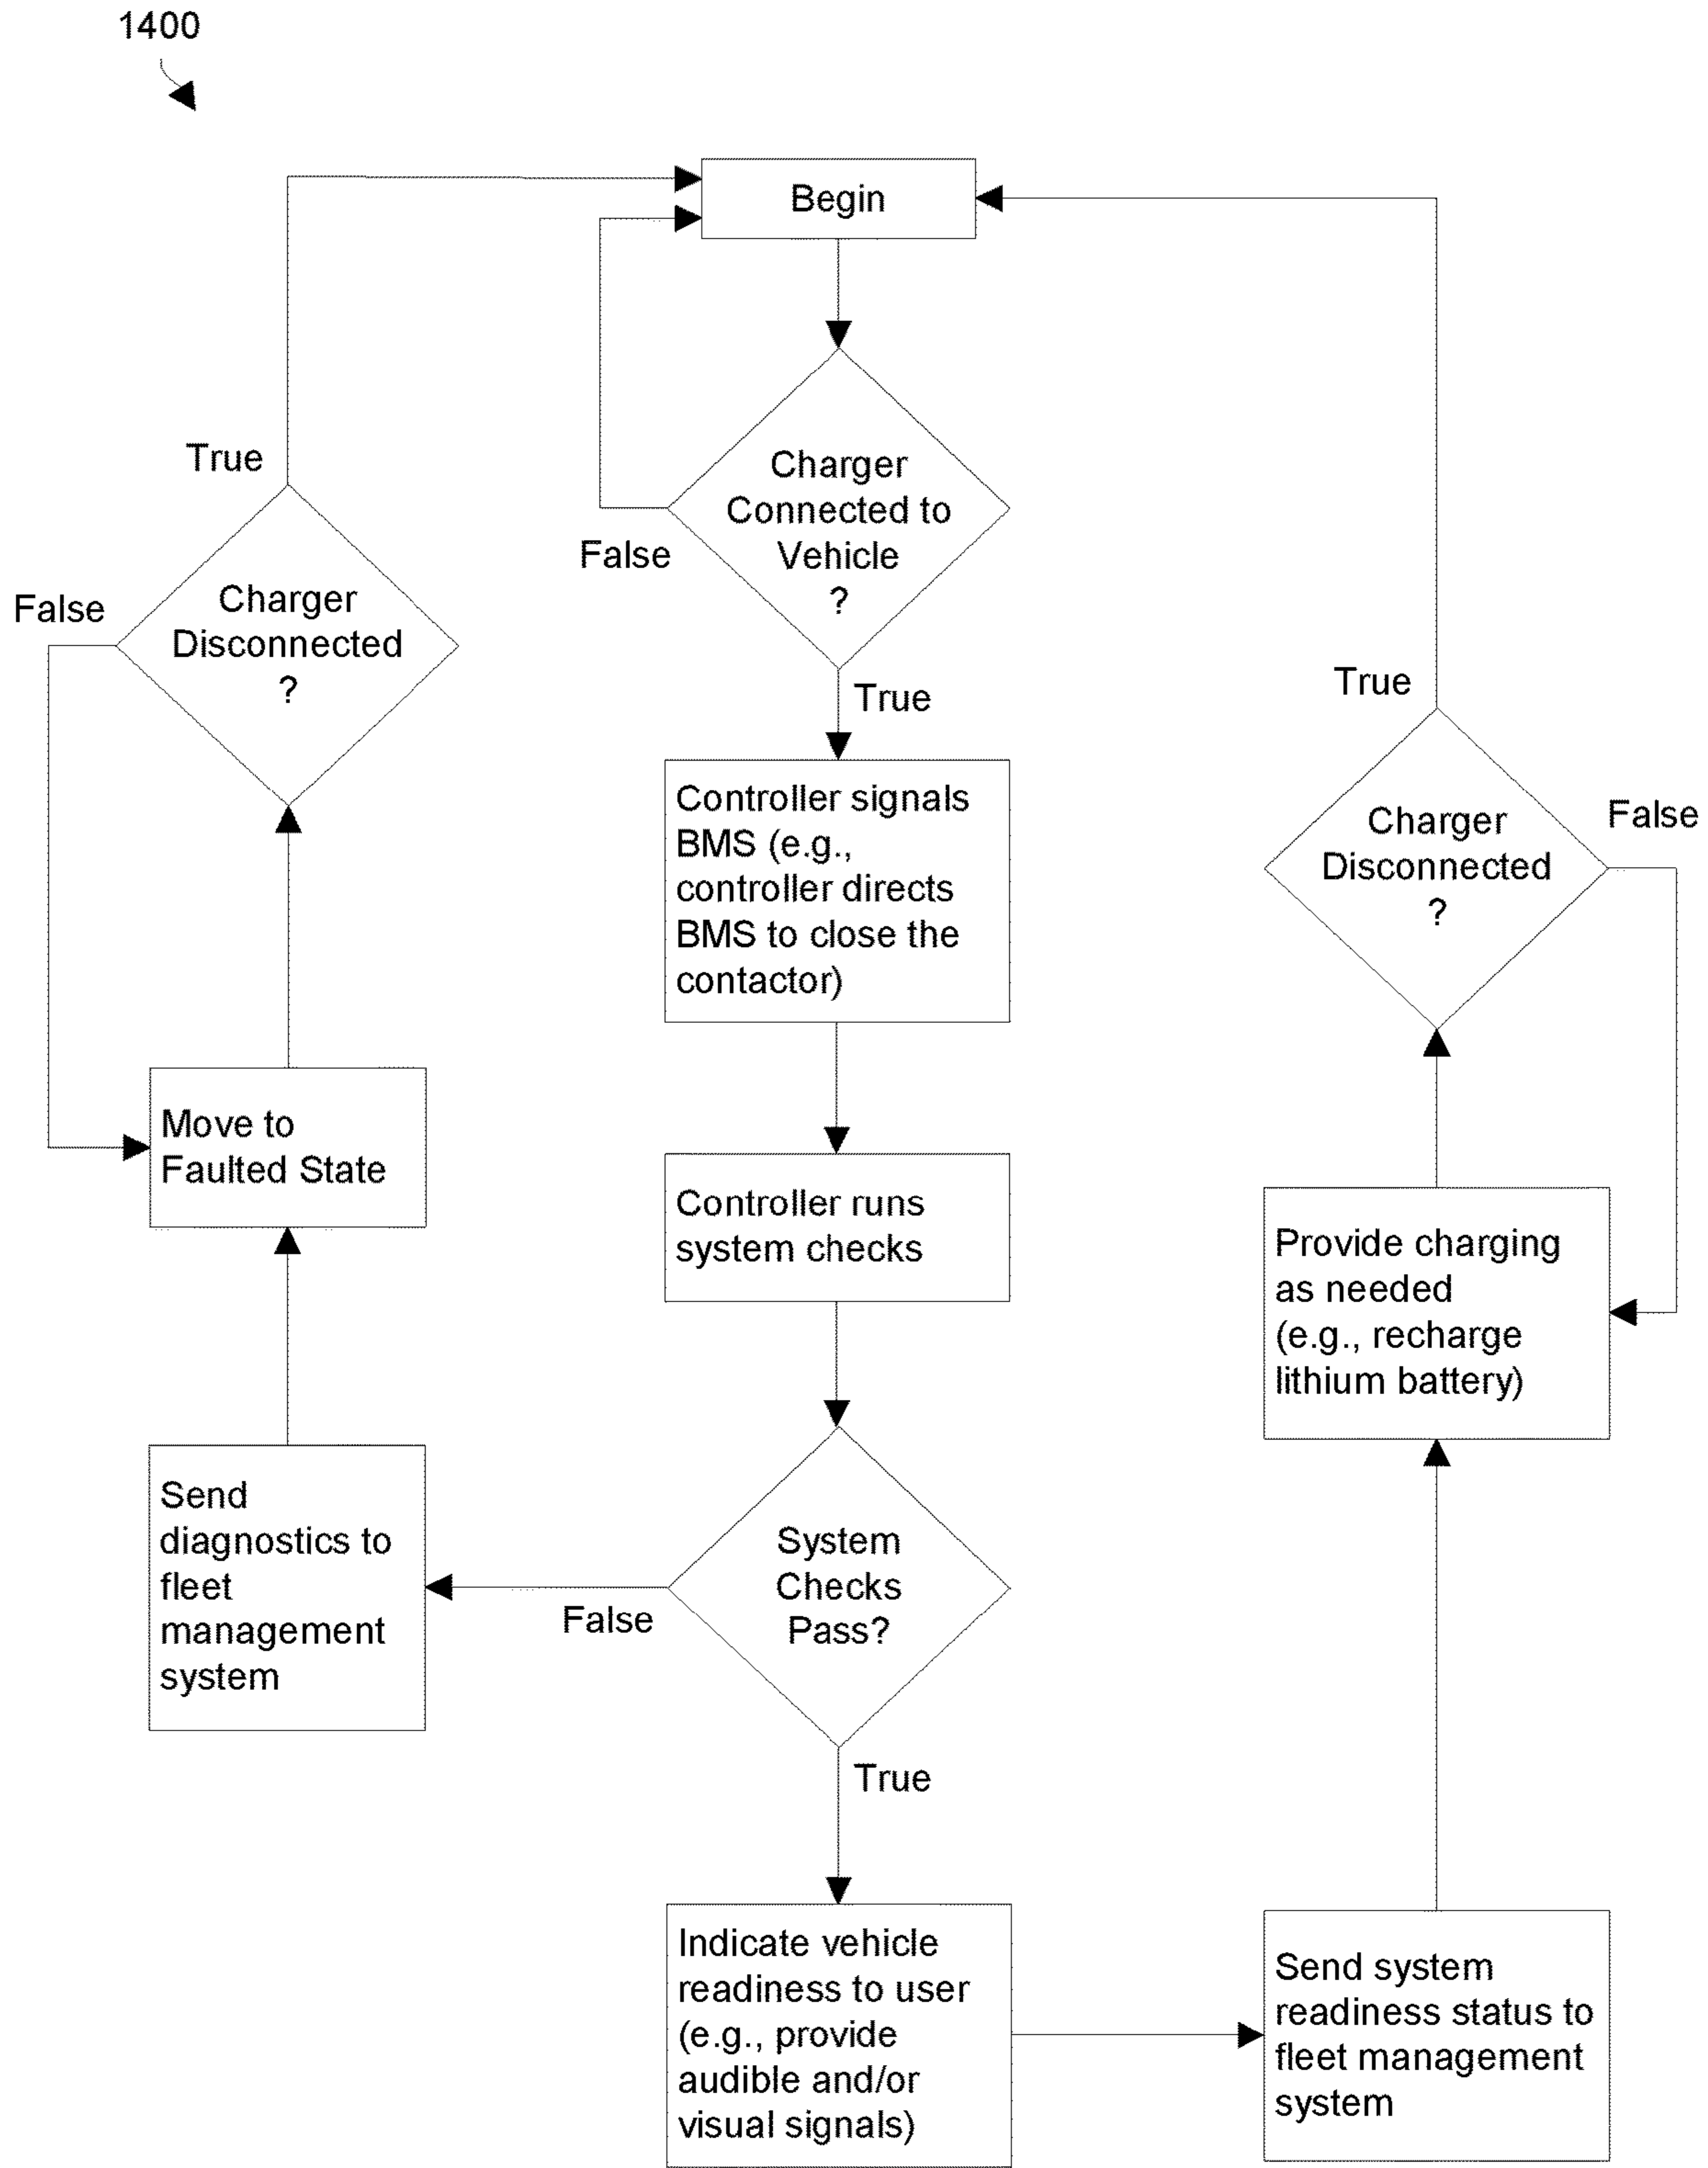 1400
Begin
Charger
Connected to
Vehicle
?
False
True
True
Charger
Disconnected
?
False
Controller signals
BMS (e.g.,
controller directs
BMS to close the
contactor)
True
Charger
Disconnected
?
False
Move to
Faulted State
Controller runs
system checks
Provide charging
as needed
(e.g., recharge
lithium battery)
Send
diagnostics to
fleet
management
system
False
System
Checks
Pass?
True
Indicate vehicle
readiness to user
(e.g., provide
audible and/or
visual signals)
Send system
readiness status to
fleet management
system